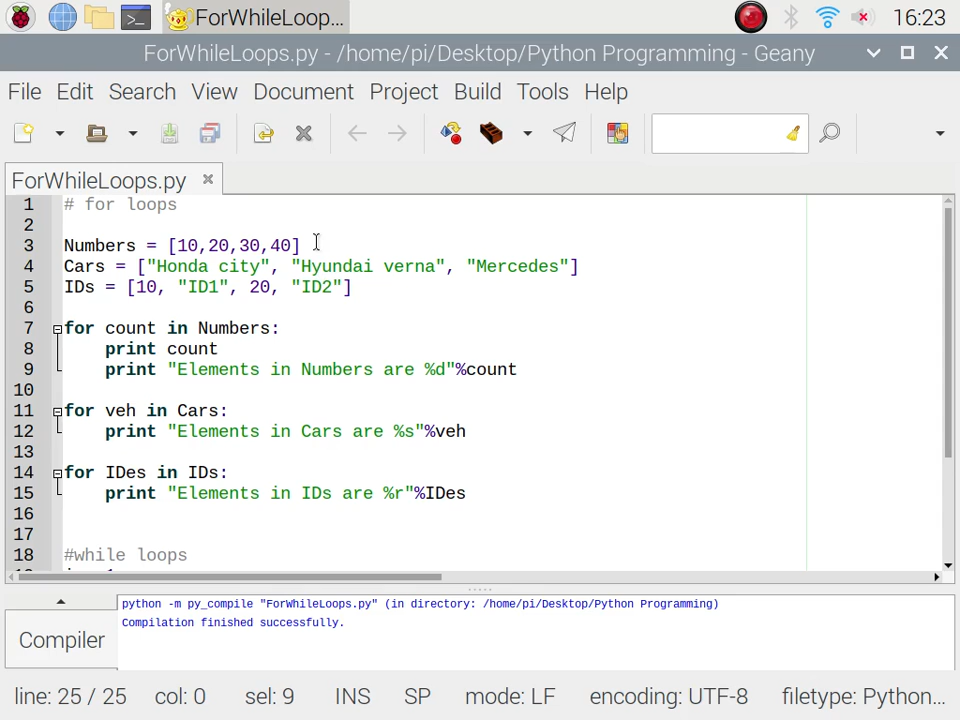 ForWhileLoop...
16:23
ForWhileLoops.py - /home/pi/Desktop/Python Programming - Geany
File Edit Search View Document Project Build Tools Help
ForWhileLoops.py
1 # for loops
2
3 Numbers = [10,20,30,40]
4 Cars = ["Honda city", "Hyundai verna", "Mercedes"]
5 IDs = [10, "ID1", 20, "ID2"]
6
7 for count in Numbers:
8 print count
9 print "Elements in Numbers are %d"%count
10
11 for veh in Cars:
12 print "Elements in Cars are %s"%veh
13
14 for IDes in IDs:
15 print "Elements in IDs are %r"%IDes
16
17
18 #while loops
Compiler
python -m py_compile "ForWhileLoops.py" (in directory: /home/pi/Desktop/Python Programming)
Compilation finished successfully.
line: 25 / 25 col: 0 sel: 9 INS SP mode: LF encoding: UTF-8 filetype: Python...